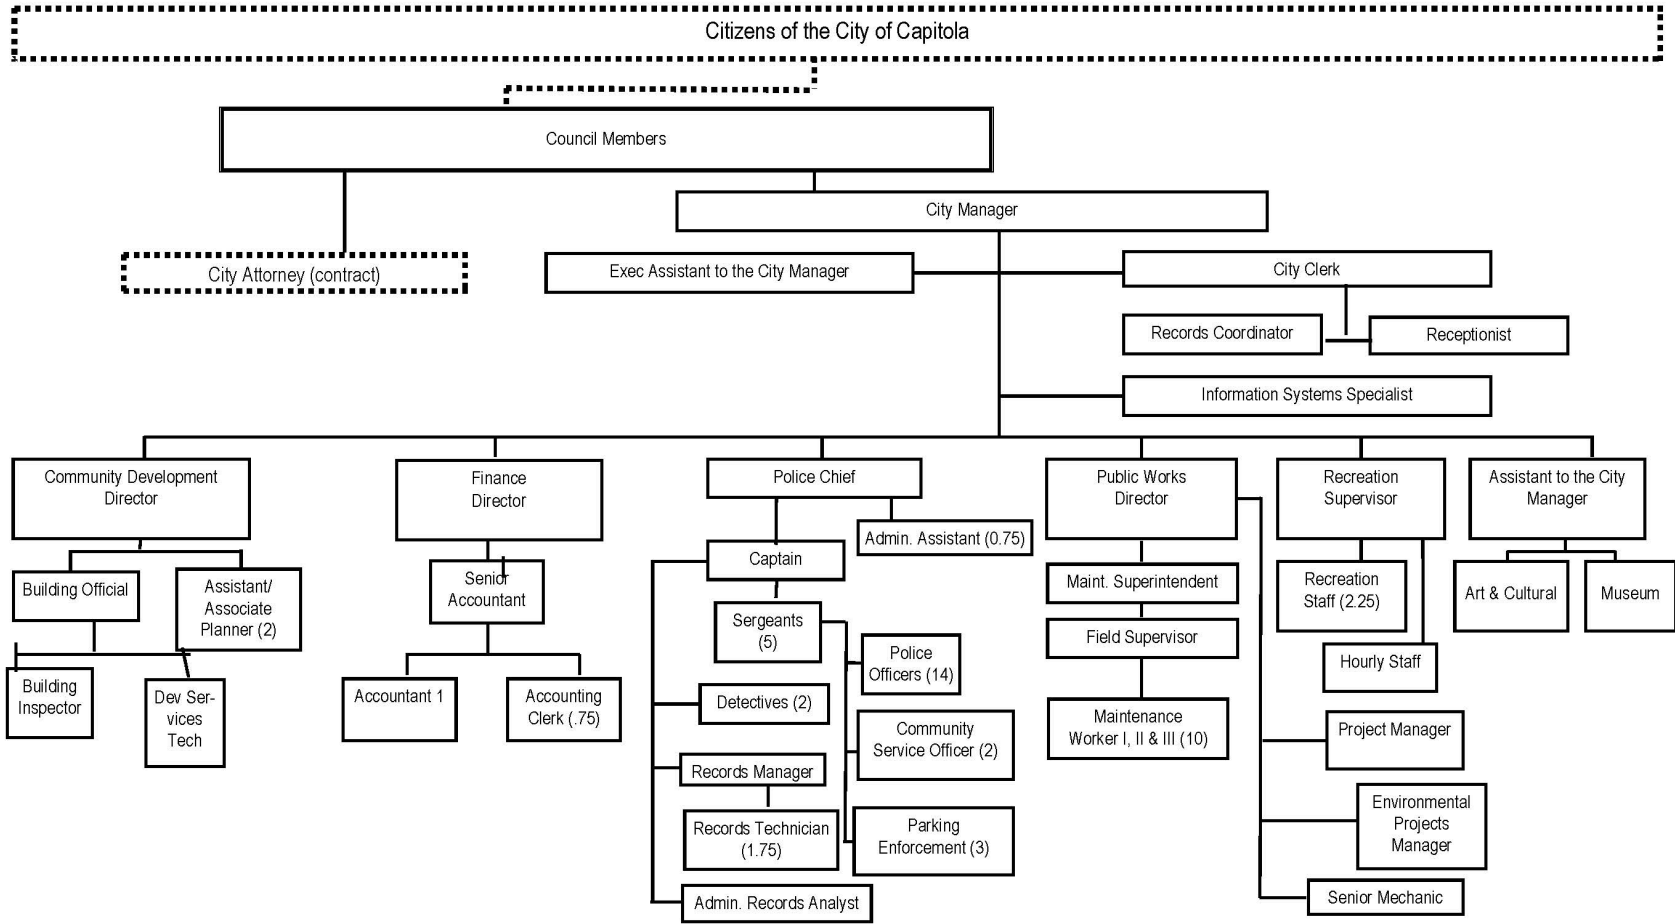 Citizens of the City of Capitola
Council Members
City Manager
City Attorney (contract)
Exec Assistant to the City Manager
City Clerk
Records Coordinator
Receptionist
Information Systems Specialist
Community Development
Director
Finance
Director
Police Chief
Public Works
Director
Recreation
Supervisor
Assistant to the City
Manager
Building Official
Assistant/
Associate
Planner (2)
Building
Inspector
Dev Ser-
vices
Tech
Senior
Accountant
Accountant 1
Accounting
Clerk (.75)
Admin. Assistant (0.75)
Captain
Sergeants
(5)
Police
Officers (14)
Detectives (2)
Community
Service Officer (2)
Records Manager
Records Technician
(1.75)
Parking
Enforcement (3)
Admin. Records Analyst
Maint. Superintendent
Field Supervisor
Maintenance
Worker I, II & III (10)
Recreation
Staff (2.25)
Hourly Staff
Project Manager
Environmental
Projects
Manager
Senior Mechanic
Art & Cultural
Museum